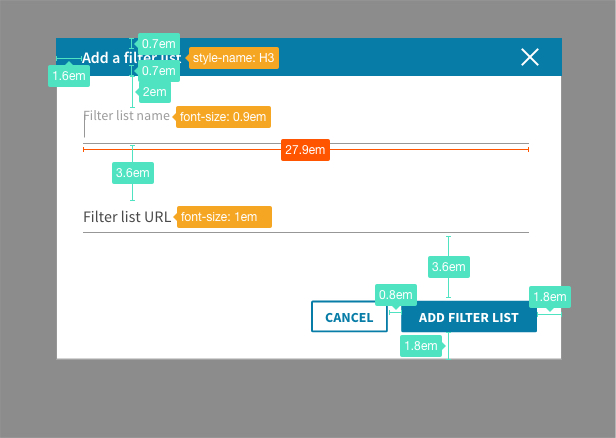 0.7em
Add a filter list
style-name: H3
0.7em
1.6em
2em
Filter list name
font-size: 0.9em
27.9em
3.6em
Filter list URL
font-size: 1em
3.6em
0.8em
1.8em
CANCEL
ADD FILTER LIST
1.8em